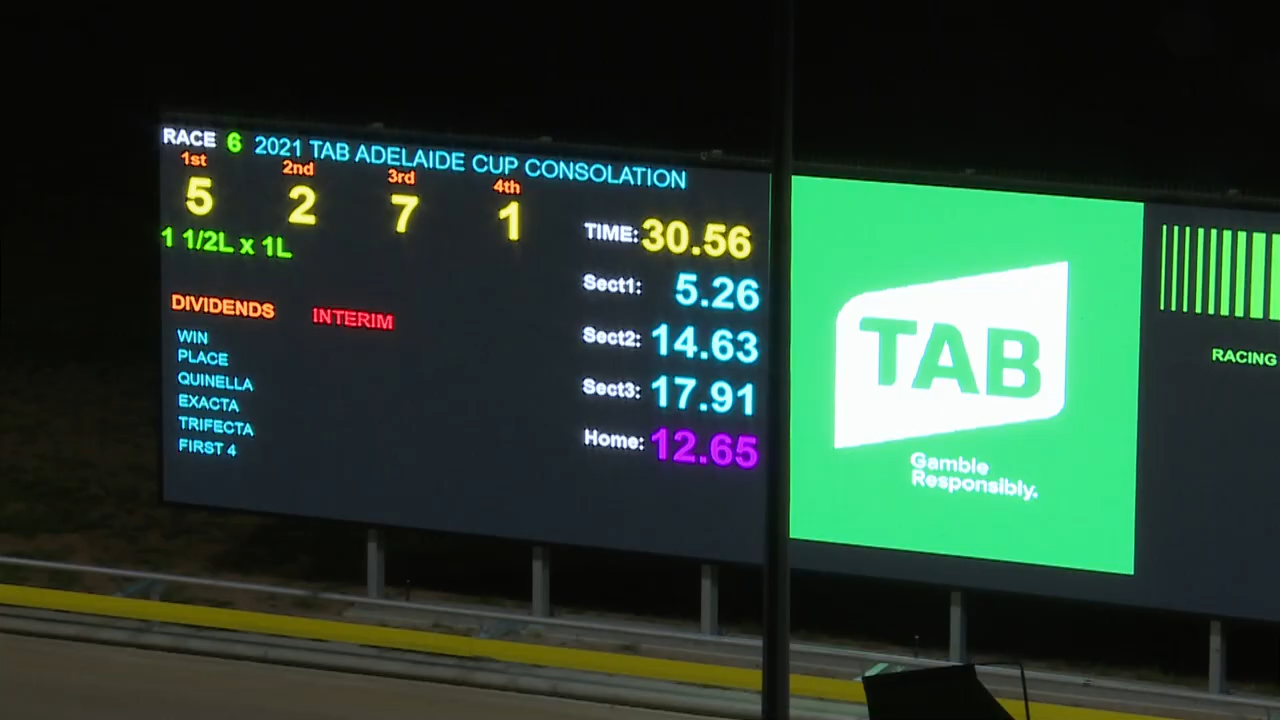 RACE 6 2021 TAB ADELAIDE CUP CONSOLATION
1st 2nd 3rd 4th
5 2 7 1
1 1/2L x 1L
DIVIDENDS INTERIM
WIN
PLACE
QUINELLA
EXACTA
TRIFECTA
FIRST 4
TIME: 30.56
Sect1: 5.26
Sect2: 14.63
Sect3: 17.91
Home: 12.65
TAB
Gamble
Responsibly.
RACING